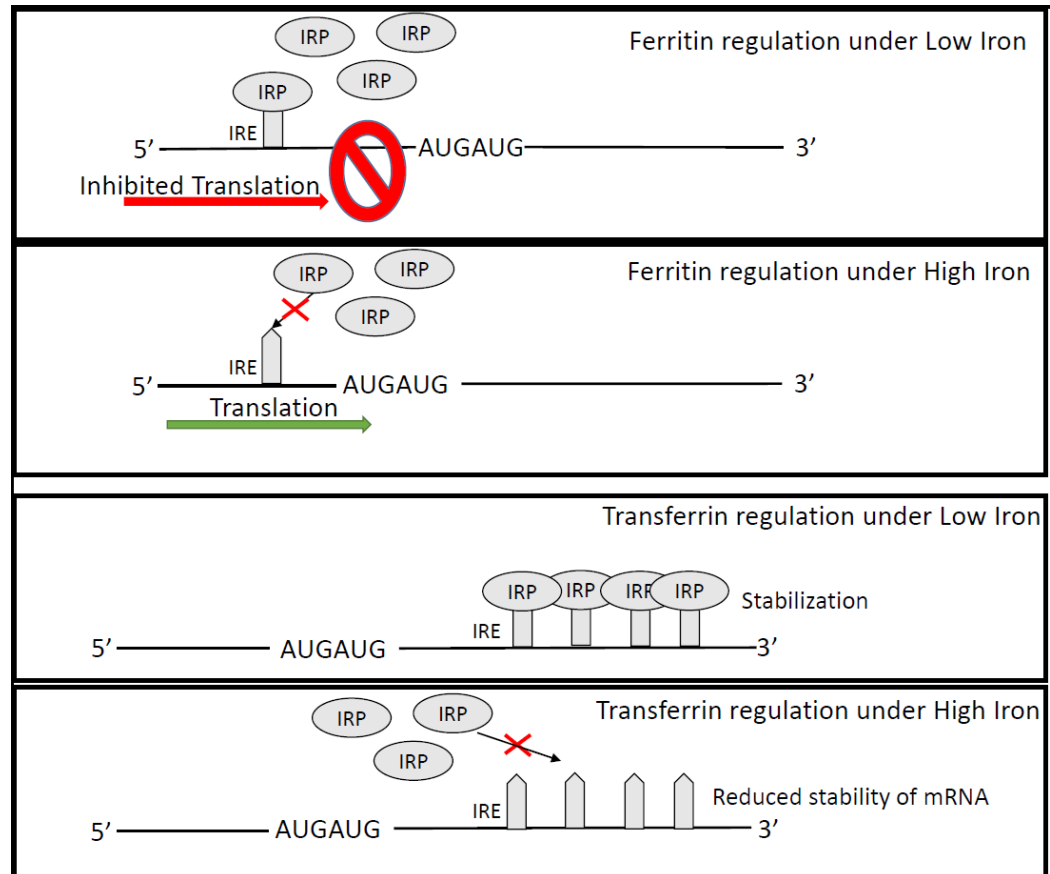 Ferritin regulation under Low Iron
IRP
IRP
IRP
IRP
IRE
5’
AUGAUG
3’
Inhibited Translation
Ferritin regulation under High Iron
IRP
IRP
IRP
IRE
5’
AUGAUG
3’
Translation
Transferrin regulation under Low Iron
IRP
IRP
IRP
IRP
Stabilization
IRE
5’
AUGAUG
3’
Transferrin regulation under High Iron
IRP
IRP
IRP
Reduced stability of mRNA
IRE
5’
AUGAUG
3’